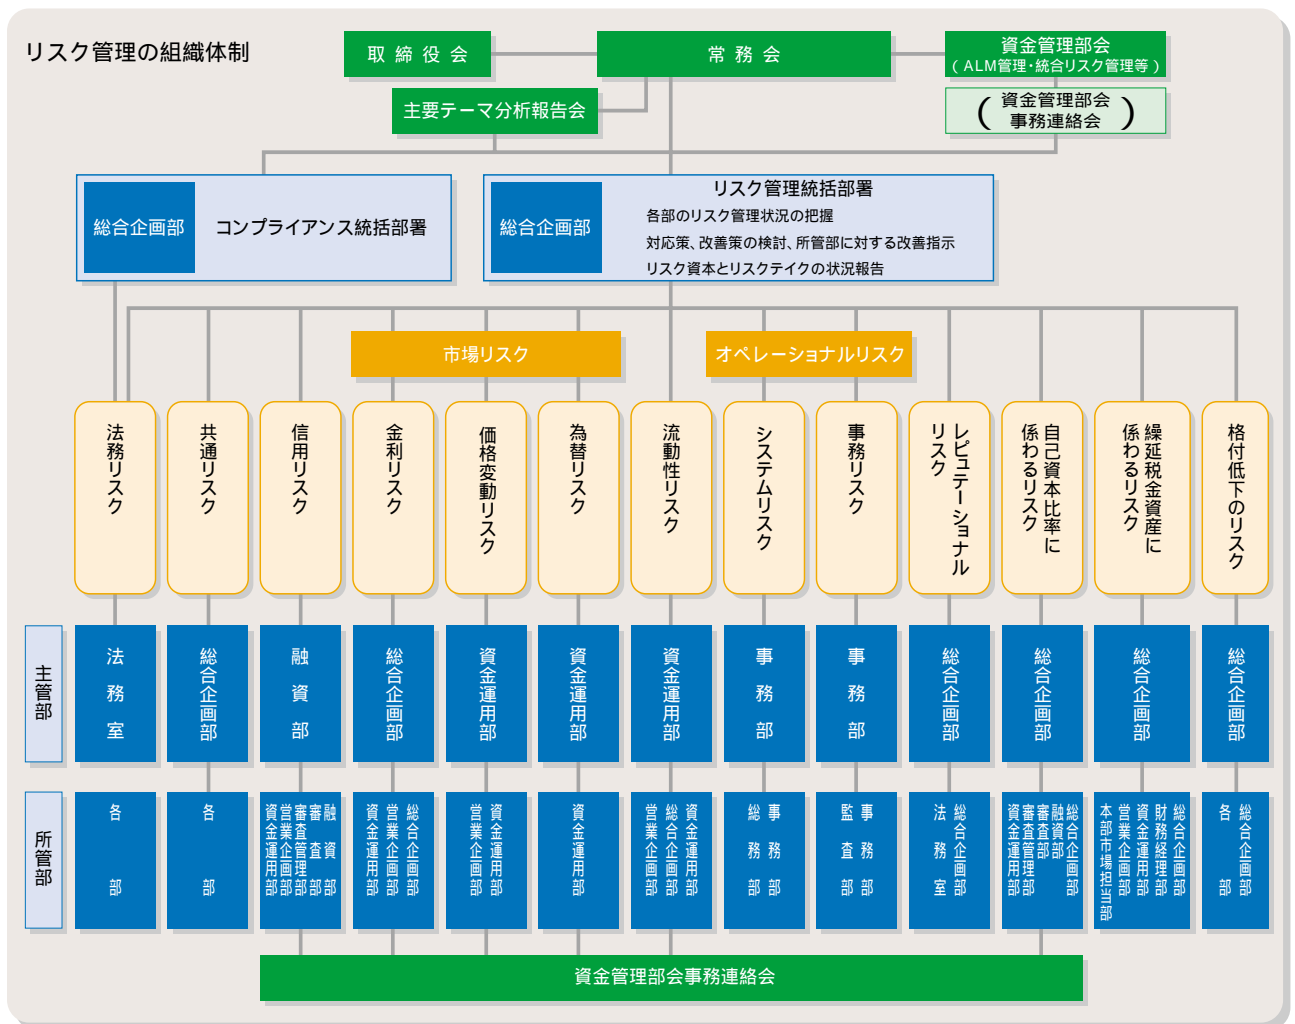 リスク管理の組織体制
取締役会
常務会
資金管理部会
(ALM管理・統合リスク管理等)
主要テーマ分析報告会
(資金管理部会
事務連絡会)
総合企画部
コンプライアンス統括部署
総合企画部
リスク管理統括部署
各部のリスク管理状況の把握
対応策、改善策の検討、所管部に対する改善指示
リスク資本とリスクテイクの状況報告
市場リスク
オペレーショナルリスク
法務リスク
共通リスク
信用リスク
金利リスク
価格変動リスク
為替リスク
流動性リスク
システムリスク
事務リスク
レピュテーショナル
リスク
自己資本比率に
係わるリスク
繰延税金資産に
係わるリスク
格付低下のリスク
主管部
法務室
総合企画部
融資部
総合企画部
資金運用部
資金運用部
資金運用部
事務部
事務部
総合企画部
総合企画部
総合企画部
総合企画部
所管部
各部
各部
融資部
審査部
審査管理部
営業企画部
資金運用部
総合企画部
営業企画部
資金運用部
資金運用部
営業企画部
資金運用部
資金運用部
総合企画部
営業企画部
事務部
総務部
事務部
監査部
総合企画部
法務室
総合企画部
融資部
審査部
審査管理部
資金運用部
総合企画部
財務経理部
資金運用部
営業企画部
本部市場担当部
総合企画部
各部
資金管理部会事務連絡会